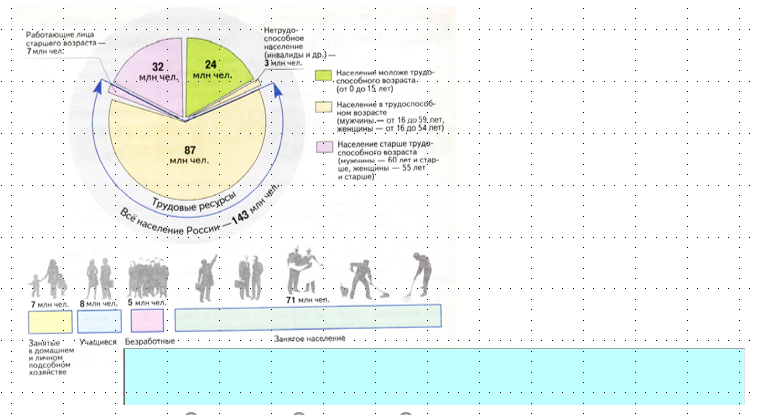 Работающие лица
старшего возраста —
7 млн чел.
Нетрудо-
способное
население
(инвалиды и др.) —
3 млн чел.
32
млн чел.
24
млн чел.
87
млн чел.
Трудовые ресурсы
Всё население России — 143 млн чел.
Население моложе трудо-
способного возраста
(от 0 до 15 лет)
Население в трудоспособ-
ном возрасте
(мужчины — от 16 до 59 лет,
женщины — от 16 до 54 лет)
Население старше трудо-
способного возраста
(мужчины — 60 лет и стар-
ше, женщины — 55 лет
и старше)
7 млн чел.
8 млн чел.
5 млн чел.
71 млн чел.
Занятые
в домашнем
и личном
подсобном
хозяйстве
Учащиеся
Безработные
Занятое население